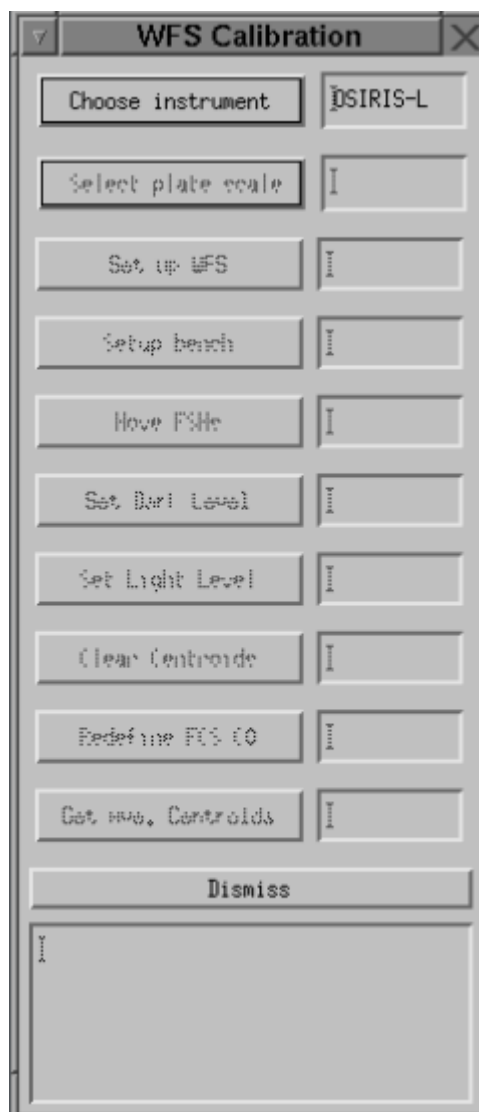 WFS Calibration
Choose instrument
OSIRIS-L
Select plate scale
Set up WFS
Setup bench
Move FSMs
Set Dark Level
Set Light Level
Clear Centroids
Redefine FCS C0
Get Ave. Centroids
Dismiss